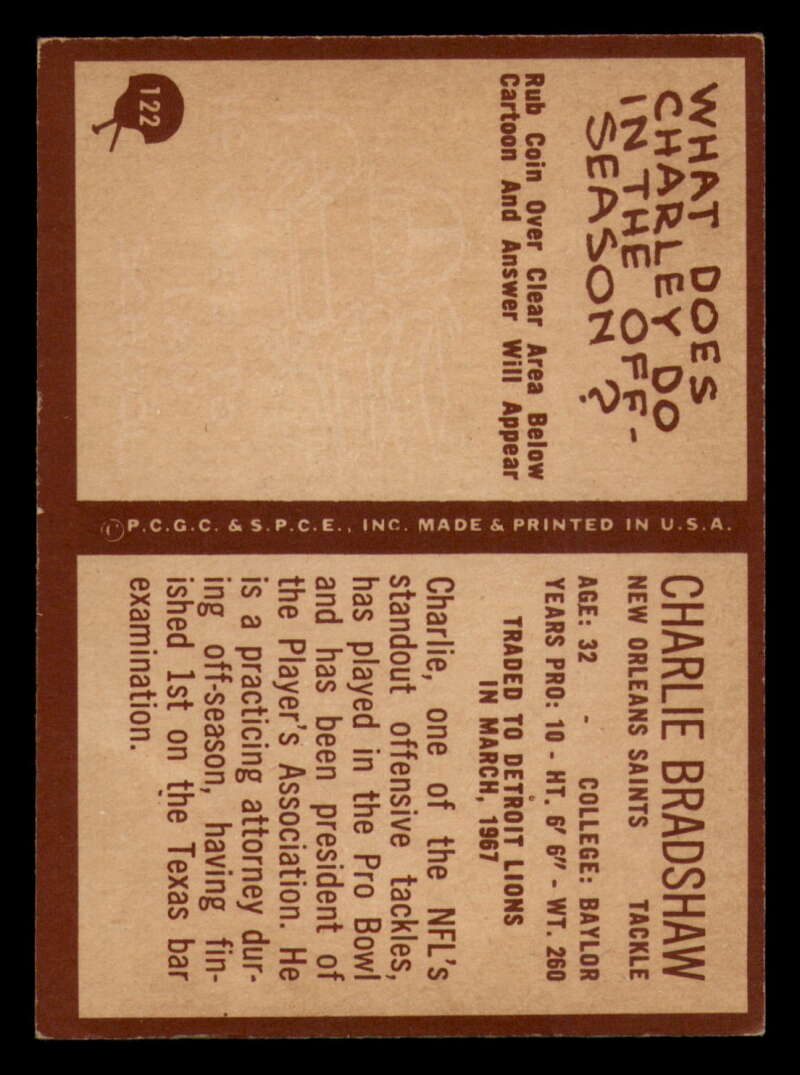 122
WHAT DOES
CHARLEY DO
IN THE OFF-
SEASON ?
Rub Coin Over Clear Area Below
Cartoon And Answer Will Appear
© P.C.G.C. & S.P.C.E., INC. MADE & PRINTED IN U.S.A.
CHARLIE BRADSHAW
NEW ORLEANS SAINTS TACKLE
AGE: 32 - COLLEGE: BAYLOR
YEARS PRO: 10 - HT. 6' 6" - WT. 260
TRADED TO DETROIT LIONS
IN MARCH, 1967
Charlie, one of the NFL's
standout offensive tackles,
has played in the Pro Bowl
and has been president of
the Player's Association. He
is a practicing attorney dur-
ing off-season, having fin-
ished 1st on the Texas bar
examination.